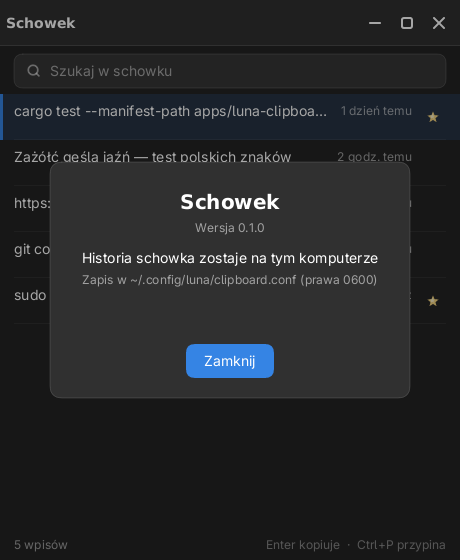 Schowek
Szukaj w schowku
cargo test --manifest-path apps/luna-clipboa... 1 dzień temu
Zażółć gęślą jaźń — test polskich znaków 2 godz. temu
https:
git co
sudo
Schowek
Wersja 0.1.0
Historia schowka zostaje na tym komputerze
Zapis w ~/.config/luna/clipboard.conf (prawa 0600)
Zamknij
5 wpisów Enter kopiuje · Ctrl+P przypina